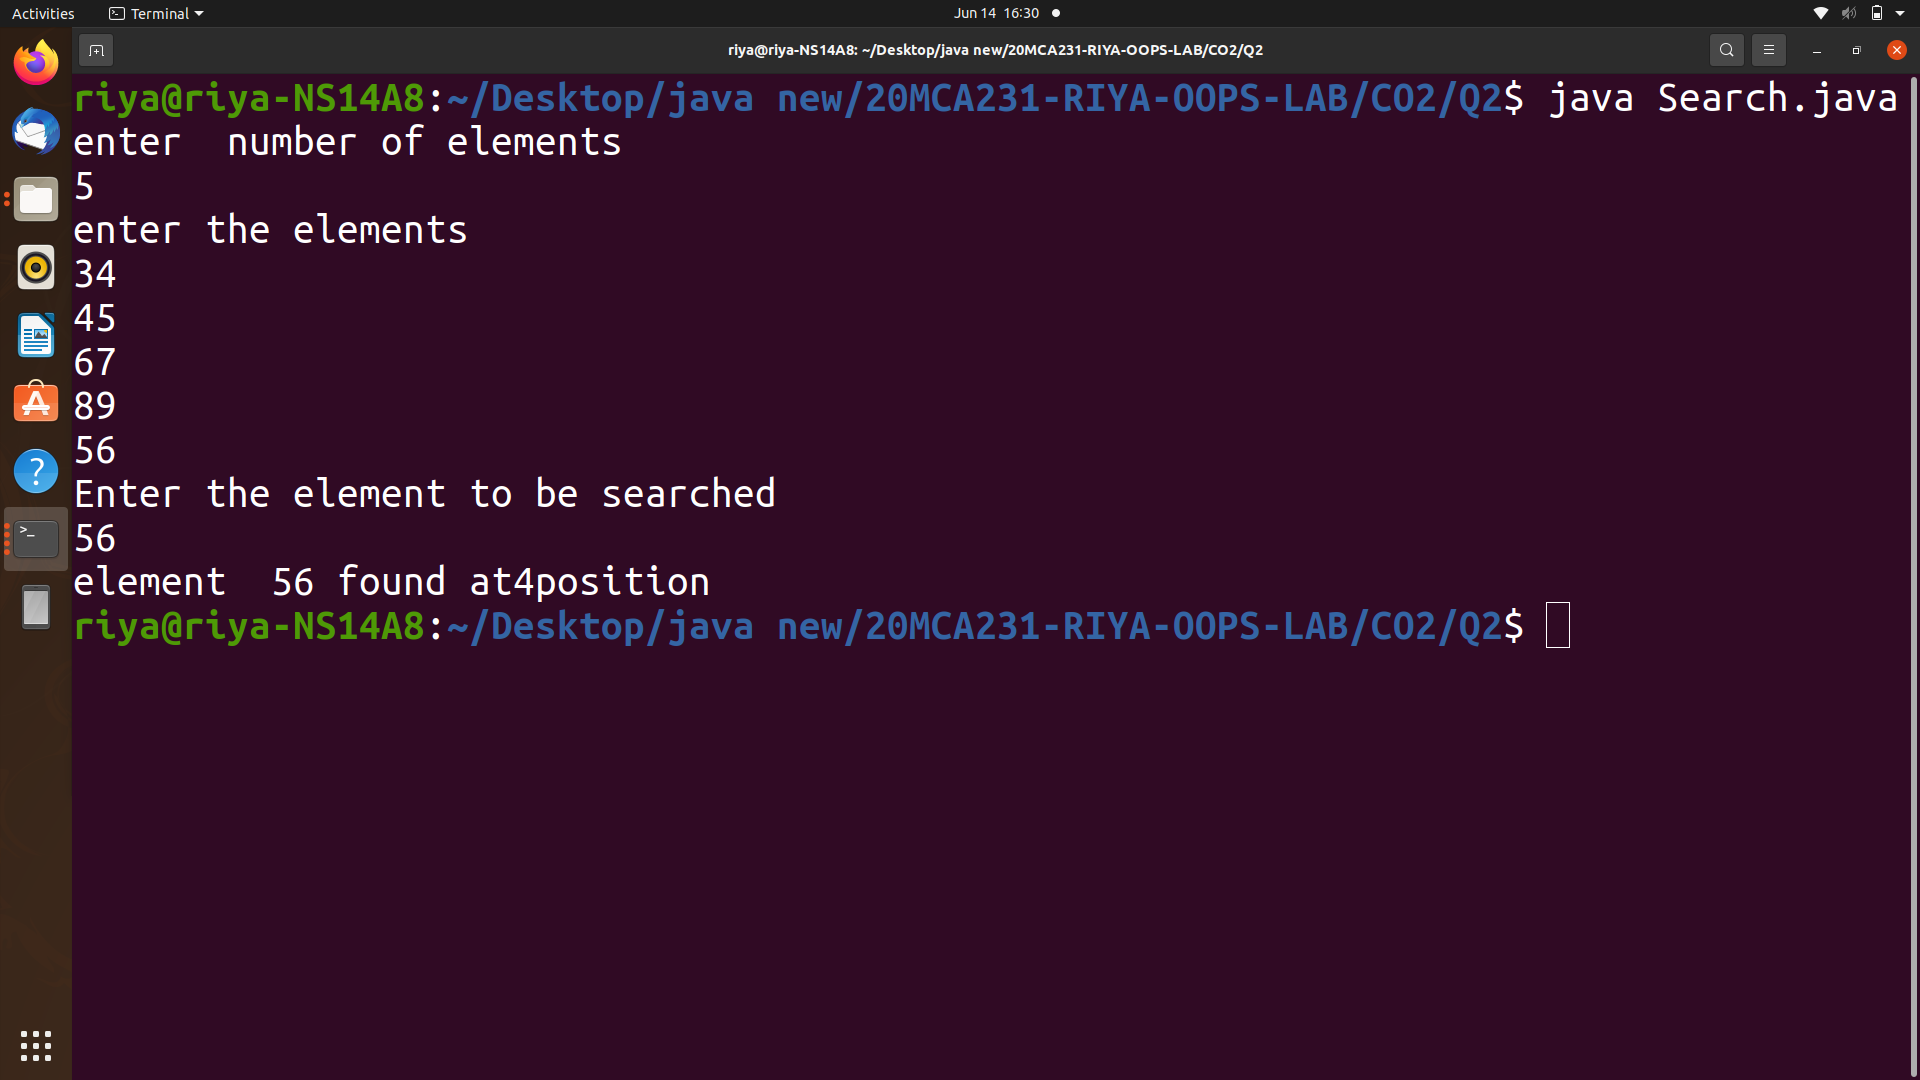 Activities Terminal Jun 14 16:30
riya@riya-NS14A8: ~/Desktop/java new/20MCA231-RIYA-OOPS-LAB/CO2/Q2
riya@riya-NS14A8:~/Desktop/java new/20MCA231-RIYA-OOPS-LAB/CO2/Q2$ java Search.java
enter  number of elements
5
enter the elements
34
45
67
89
56
Enter the element to be searched
56
element  56 found at4position
riya@riya-NS14A8:~/Desktop/java new/20MCA231-RIYA-OOPS-LAB/CO2/Q2$